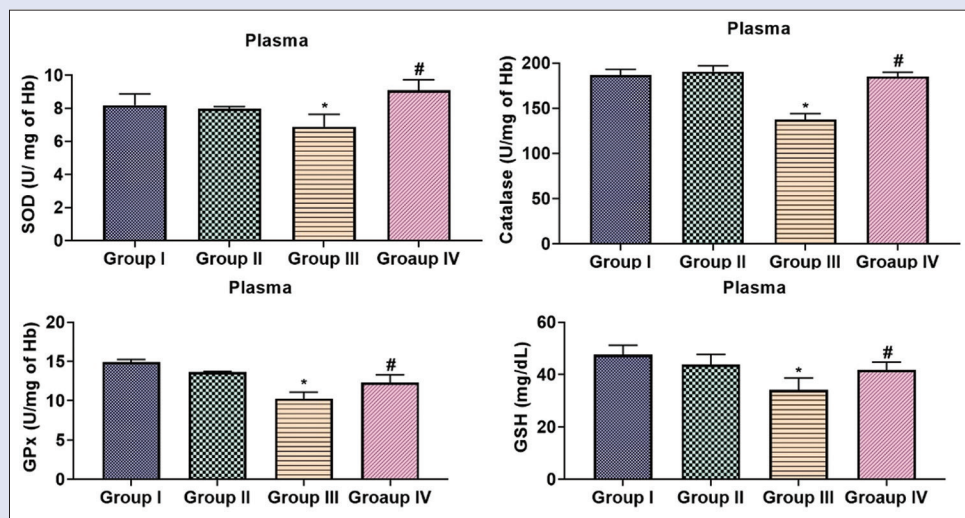 Plasma
SOD (U/ mg of Hb)
10
8
6
4
2
0
*
#
Group I Group II Group III Groaup IV
Plasma
Catalase (U/mg of Hb)
200
150
100
50
0
*
#
Group I Group II Group III Groaup IV
Plasma
GPx (U/mg of Hb)
20
15
10
5
0
*
#
Group I Group II Group III Groaup IV
Plasma
GSH (mg/dL)
60
40
20
0
*
#
Group I Group II Group III Groaup IV